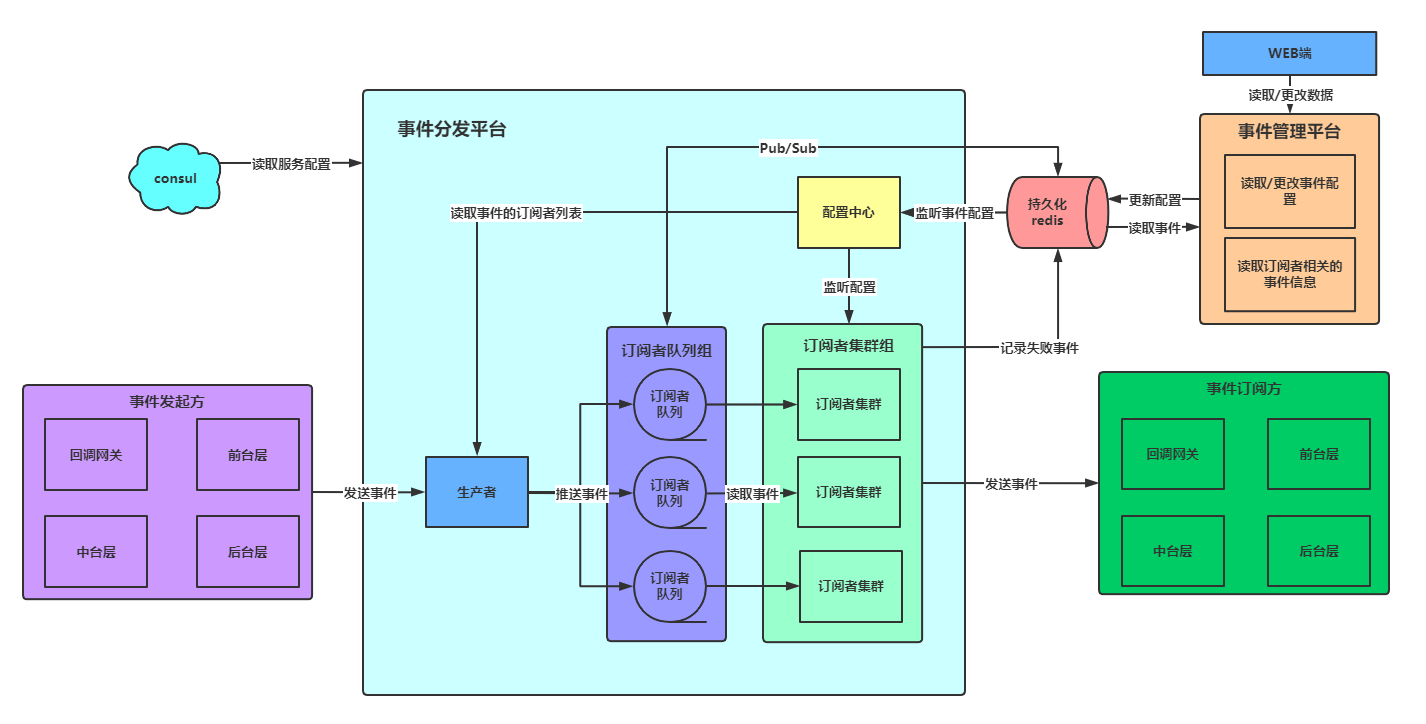 WEB端
读取/更改数据
事件管理平台
读取/更改事件配
置
读取订阅者相关的
事件信息
事件分发平台
consul
读取服务配置
Pub/Sub
读取事件的订阅者列表
配置中心
监听事件配置
持久化
redis
更新配置
读取事件
监听配置
记录失败事件
订阅者队列组
订阅者
队列
订阅者
队列
订阅者
队列
订阅者集群组
订阅者集群
订阅者集群
订阅者集群
事件发起方
回调网关
前台层
中台层
后台层
发送事件
生产者
推送事件
读取事件
发送事件
事件订阅方
回调网关
前台层
中台层
后台层